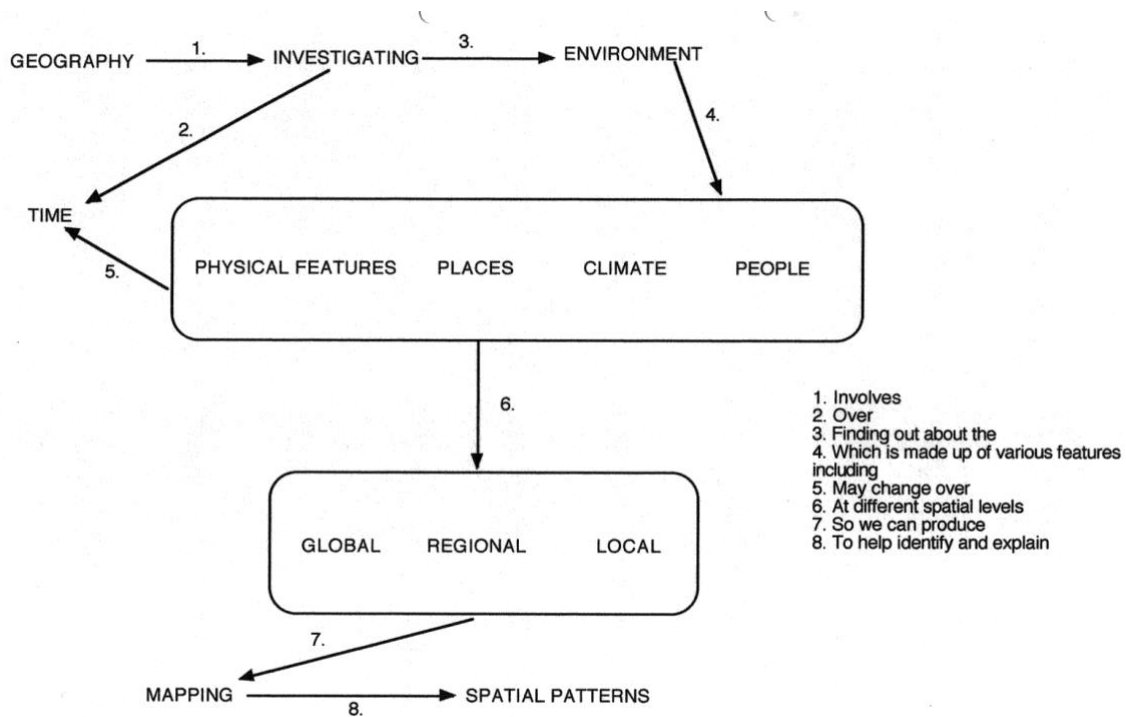 1.
3.
GEOGRAPHY
INVESTIGATING
ENVIRONMENT
2.
4.
TIME
5.
PHYSICAL FEATURES PLACES CLIMATE PEOPLE
6.
1. Involves
2. Over
3. Finding out about the
4. Which is made up of various features
including
5. May change over
6. At different spatial levels
7. So we can produce
8. To help identify and explain
GLOBAL REGIONAL LOCAL
7.
MAPPING
8.
SPATIAL PATTERNS